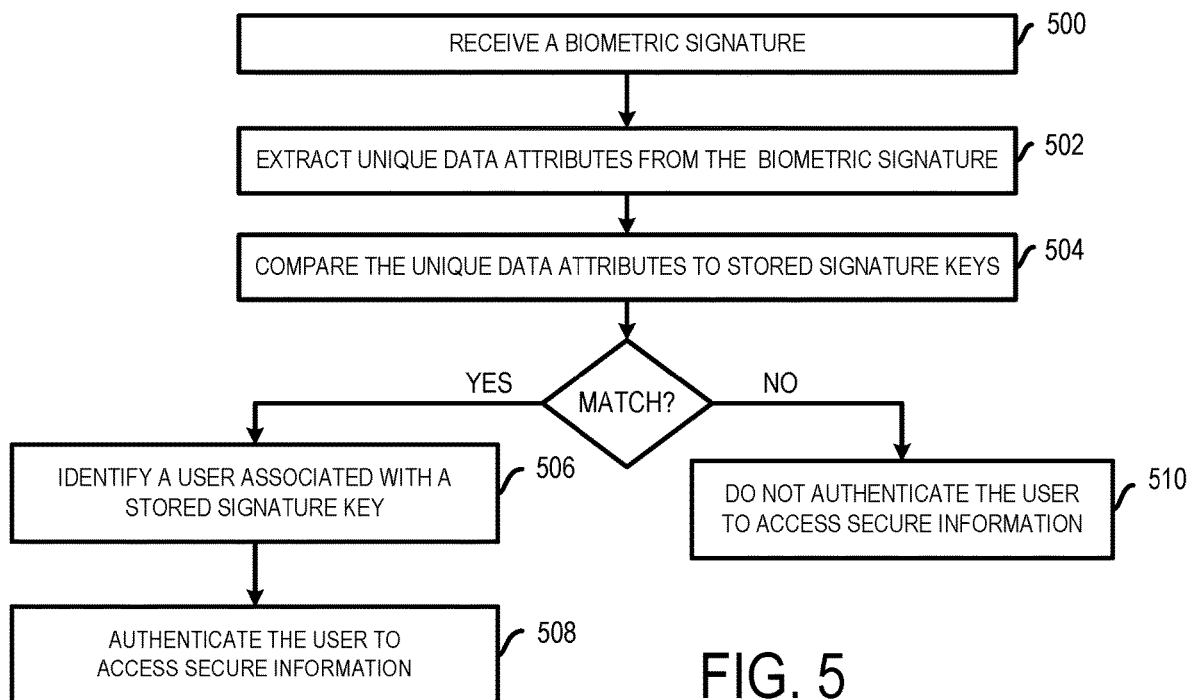 RECEIVE A BIOMETRIC SIGNATURE
500
EXTRACT UNIQUE DATA ATTRIBUTES FROM THE BIOMETRIC SIGNATURE
502
COMPARE THE UNIQUE DATA ATTRIBUTES TO STORED SIGNATURE KEYS
504
YES
MATCH?
NO
IDENTIFY A USER ASSOCIATED WITH A
STORED SIGNATURE KEY
506
DO NOT AUTHENTICATE THE USER
TO ACCESS SECURE INFORMATION
510
AUTHENTICATE THE USER TO
ACCESS SECURE INFORMATION
508
FIG. 5